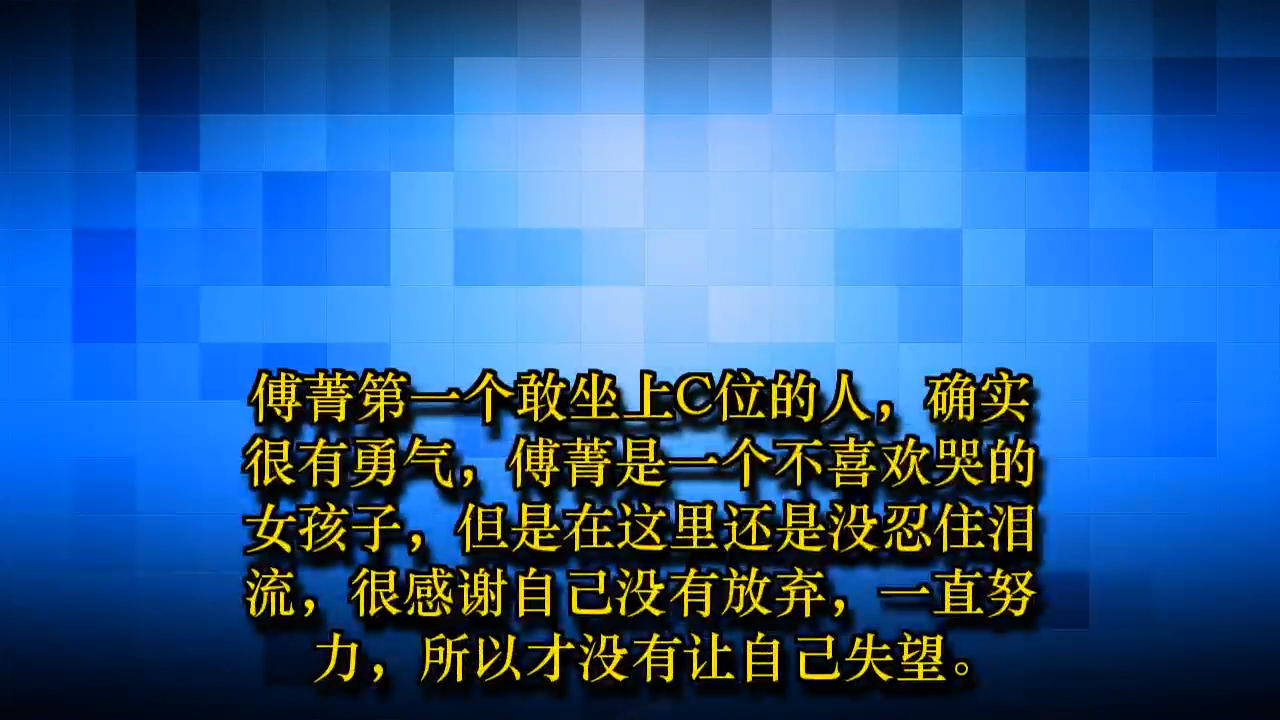 傅菁第一个敢坐上C位的人，确实
很有勇气，傅菁是一个不喜欢哭的
女孩子，但是在这里还是没忍住泪
流，很感谢自己没有放弃，一直努
力，所以才没有让自己失望。